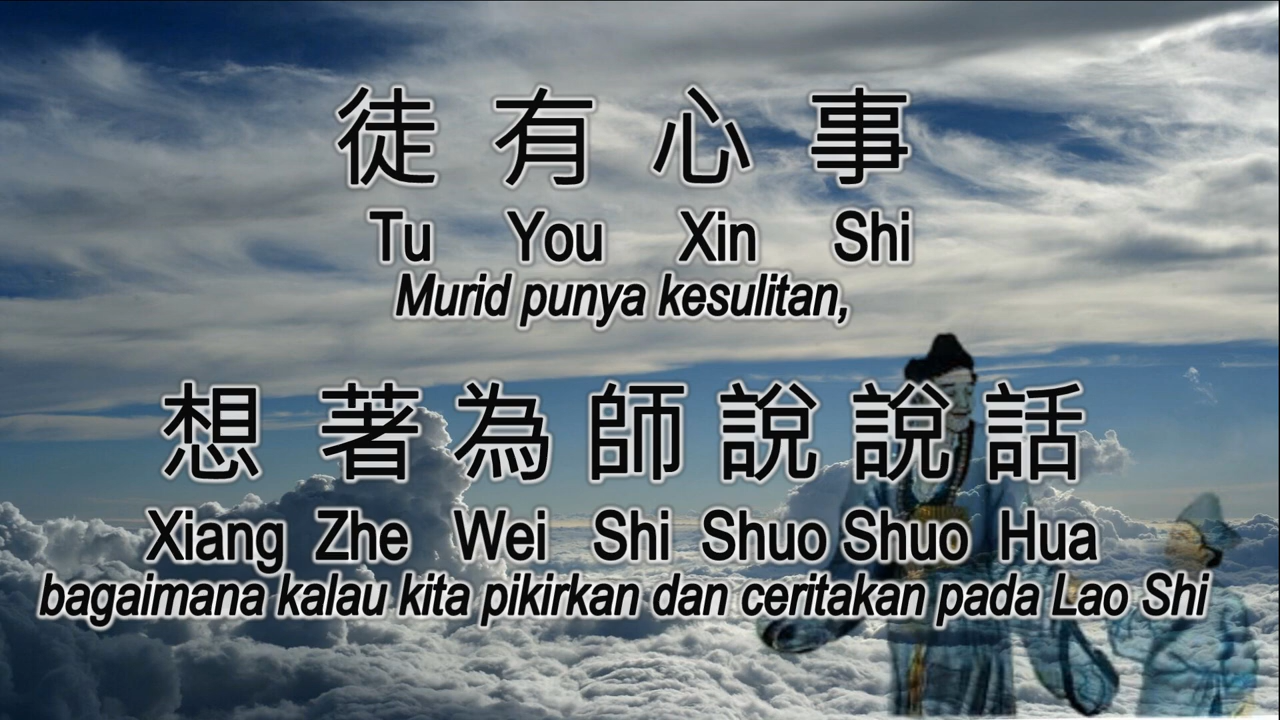 徒有心事
Tu You Xin Shi
Murid punya kesulitan,
想著為師說說話
Xiang Zhe Wei Shi Shuo Shuo Hua
bagaimana kalau kita pikirkan dan ceritakan pada Lao Shi